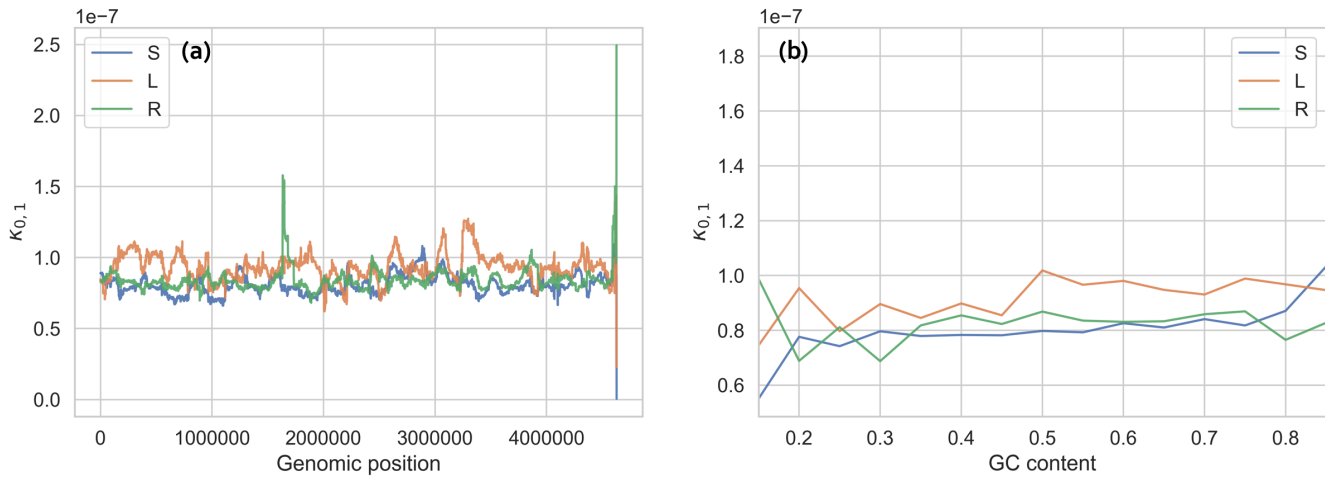 1e−7
2.5
2.0
1.5
1.0
0.5
0.0
κ0, 1
S
L
R
(a)
0
1000000
2000000
3000000
4000000
Genomic position
1e−7
1.8
1.6
1.4
1.2
1.0
0.8
0.6
κ0, 1
(b)
S
L
R
0.2
0.3
0.4
0.5
0.6
0.7
0.8
GC content